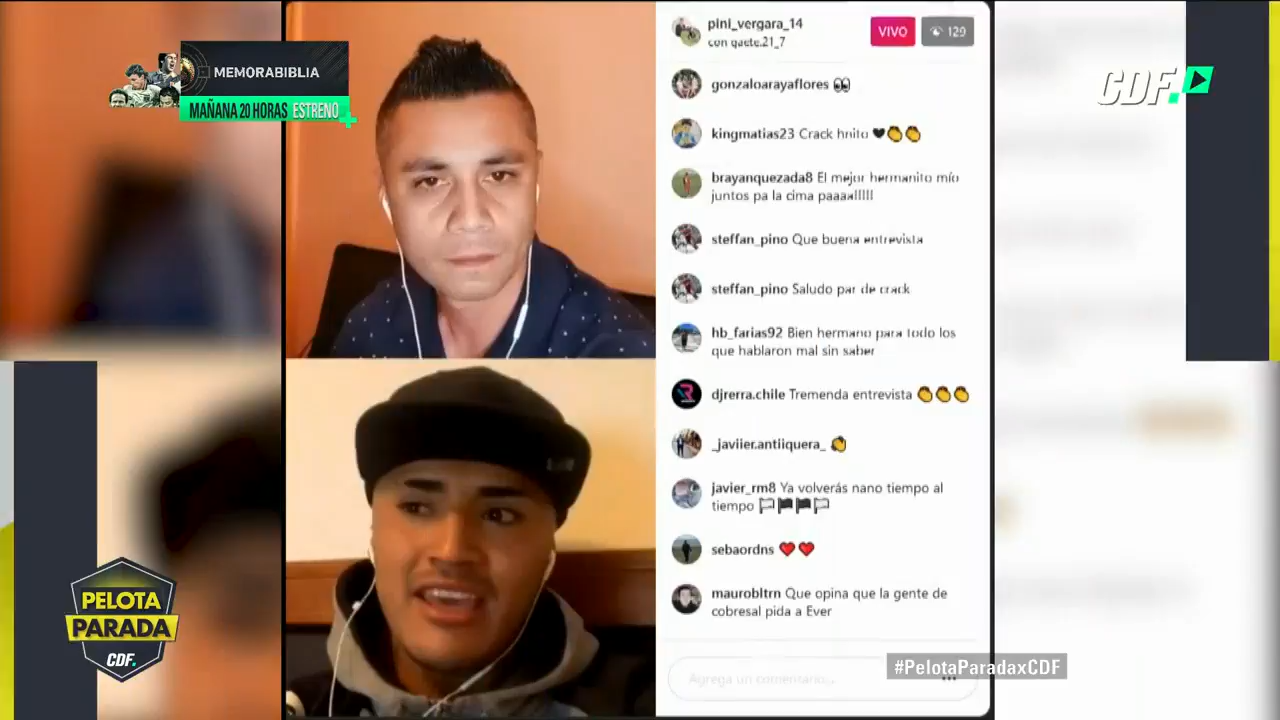 MEMORABIBLIA
MAÑANA 20 HORAS ESTRENO
PELOTA
PARADA
CDF.
pini_vergara_14
con gaete.21_7
VIVO
129
gonzaloarayaflores 👀
kingmatias23 Crack hnito 🖤👏👏
brayanquezada8 El mejor hermanito mío
juntos pa la cima paaaa!!!!!
steffan_pino Que buena entrevista
steffan_pino Saludo par de crack
hb_farias92 Bien hermano para todo los
que hablaron mal sin saber
djrerra.chile Tremenda entrevista 👏👏👏
_javiier.antiiquera_ 👏
javier_rm8 Ya volverás nano tiempo al
tiempo 🏳🏴🏴🏳
sebaordns ❤️❤️
maurobltrn Que opina que la gente de
cobresal pida a Ever
Agrega un comentario...
#PelotaParadaxCDF
CDF.